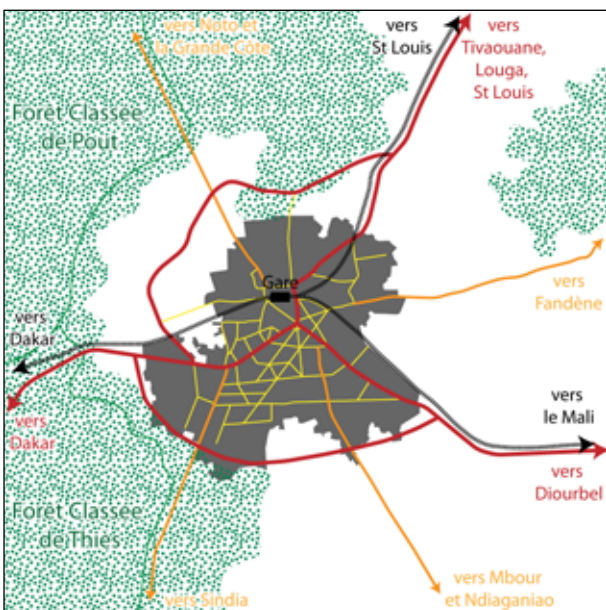 vers Noto et
la Grande Côte
vers
St Louis
vers
Tivaouane,
Louga,
St Louis
Forêt Classée
de Pout
Gare
vers
Fandène
vers
Dakar
vers
Dakar
vers
le Mali
vers
Diourbel
Forêt Classée
de Thiès
vers Sindia
vers Mbour
et Ndiaganiao